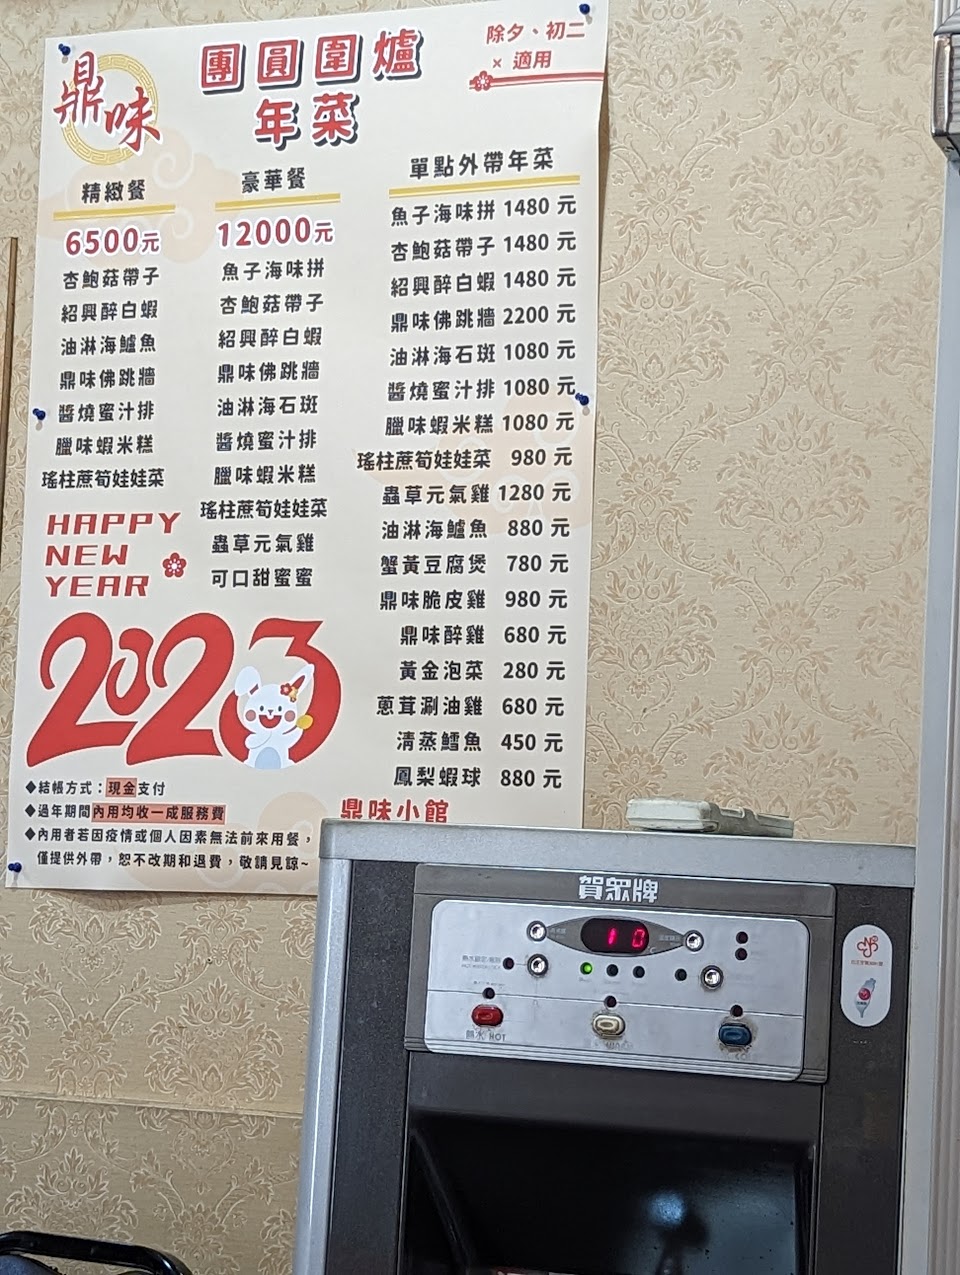 鼎味
團圓圍爐
年菜
除夕、初二
× 適用
精緻餐
6500元
杏鮑菇帶子
紹興醉白蝦
油淋海鱸魚
鼎味佛跳牆
醬燒蜜汁排
臘味蝦米糕
瑤柱蔗筍娃娃菜
豪華餐
12000元
魚子海味拼
杏鮑菇帶子
紹興醉白蝦
鼎味佛跳牆
油淋海石斑
醬燒蜜汁排
臘味蝦米糕
瑤柱蔗筍娃娃菜
蟲草元氣雞
可口甜蜜蜜
單點外帶年菜
魚子海味拼 1480 元
杏鮑菇帶子 1480 元
紹興醉白蝦 1480 元
鼎味佛跳牆 2200 元
油淋海石斑 1080 元
醬燒蜜汁排 1080 元
臘味蝦米糕 1080 元
瑤柱蔗筍娃娃菜 980 元
蟲草元氣雞 1280 元
油淋海鱸魚 880 元
蟹黃豆腐煲 780 元
鼎味脆皮雞 980 元
鼎味醉雞 680 元
黃金泡菜 280 元
蔥茸涮油雞 680 元
清蒸鱈魚 450 元
鳳梨蝦球 880 元
HAPPY
NEW
YEAR
2023
◆結帳方式：現金支付
◆過年期間內用均收一成服務費
◆內用者若因疫情或個人因素無法前來用餐，
僅提供外帶，恕不改期和退費，敬請見諒~
鼎味小館
賀眾牌
10
熱水 HOT